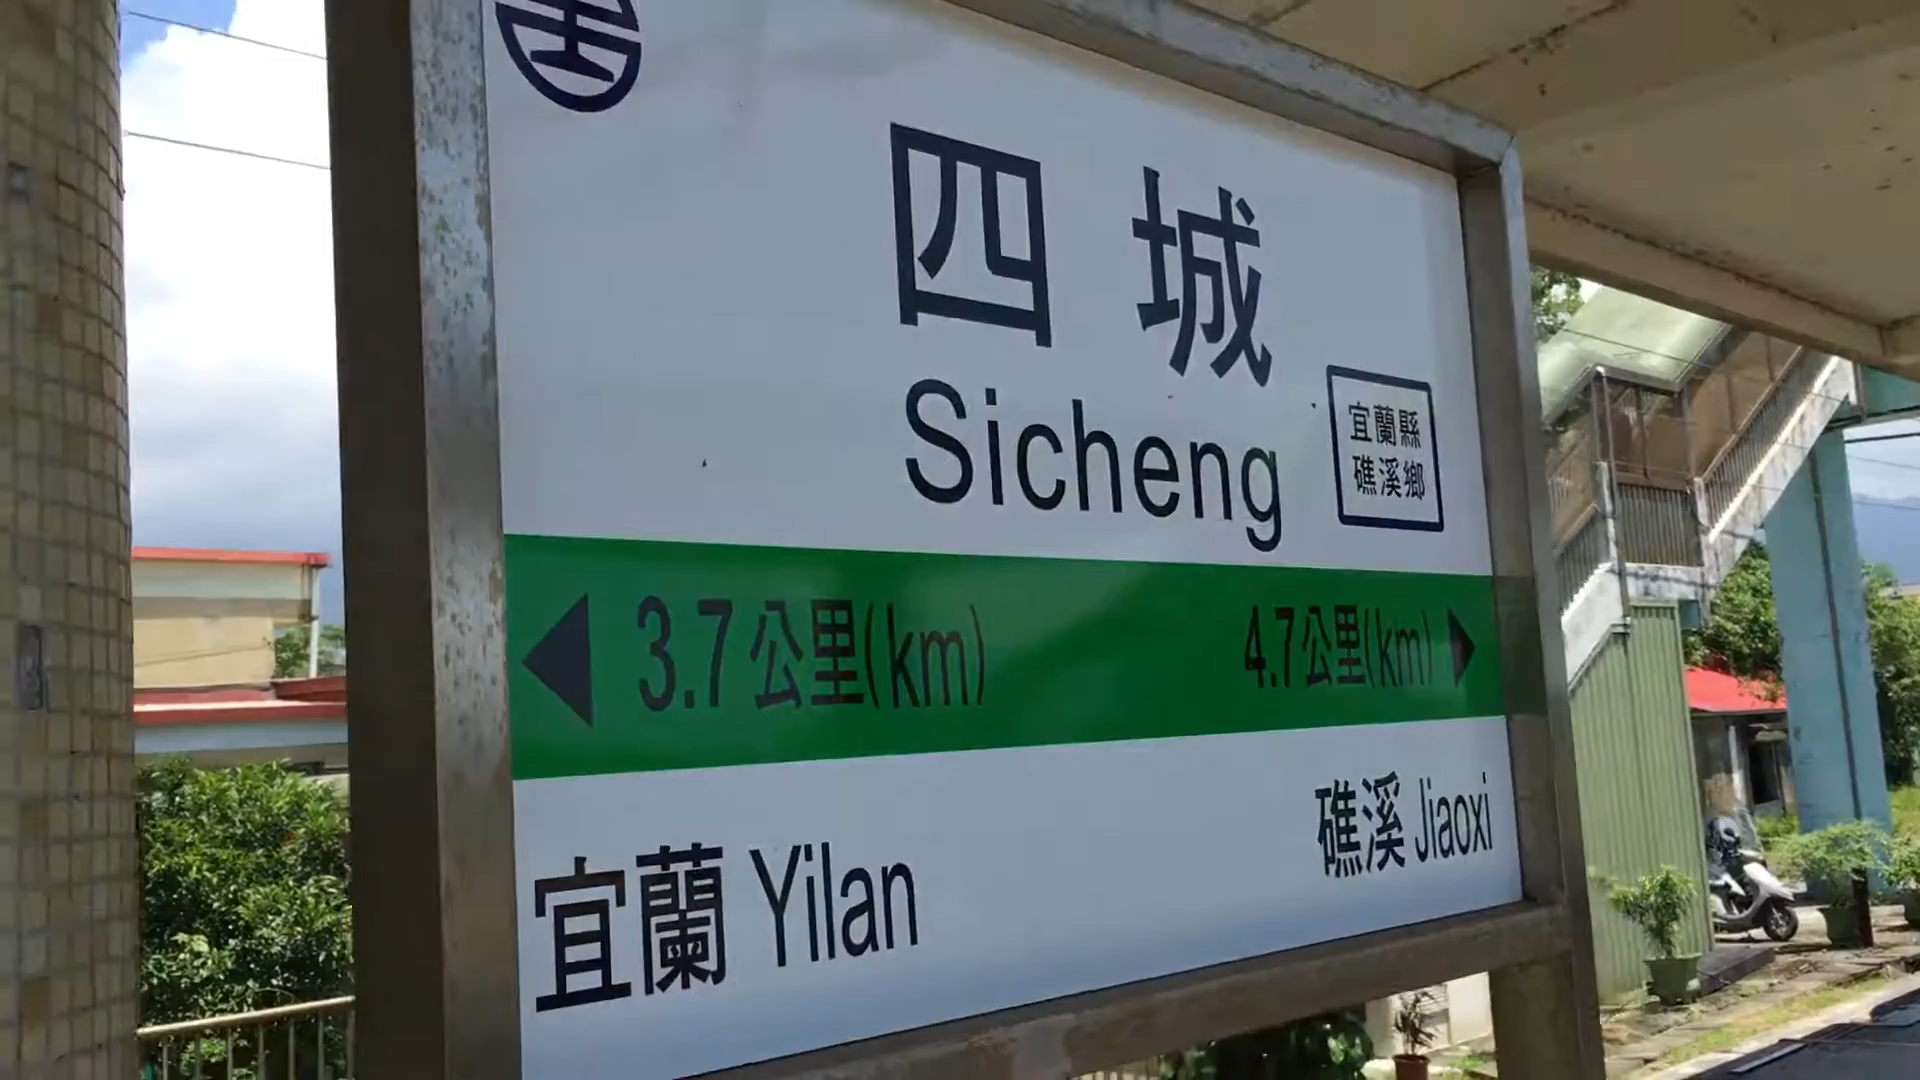 四城
Sicheng
宜蘭縣
礁溪鄉
3.7公里(km)
4.7公里(km)
宜蘭 Yilan
礁溪 Jiaoxi